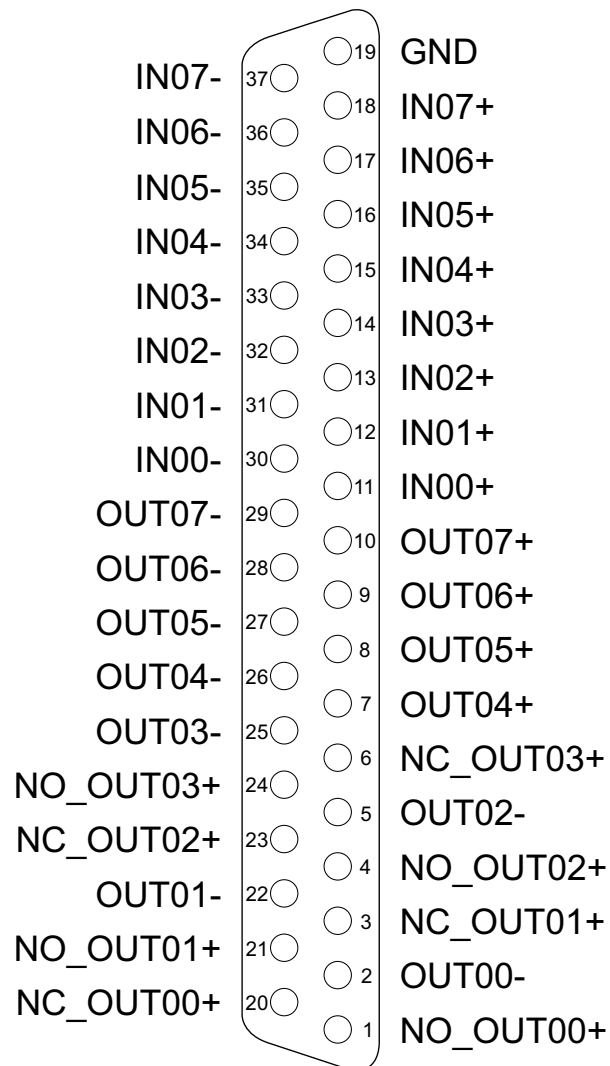 19 GND
IN07- 37
18 IN07+
IN06- 36
17 IN06+
IN05- 35
16 IN05+
IN04- 34
15 IN04+
IN03- 33
14 IN03+
IN02- 32
13 IN02+
IN01- 31
12 IN01+
IN00- 30
11 IN00+
OUT07- 29
10 OUT07+
OUT06- 28
9 OUT06+
OUT05- 27
8 OUT05+
OUT04- 26
7 OUT04+
OUT03- 25
6 NC_OUT03+
NO_OUT03+ 24
5 OUT02-
NC_OUT02+ 23
4 NO_OUT02+
OUT01- 22
3 NC_OUT01+
NO_OUT01+ 21
2 OUT00-
NC_OUT00+ 20
1 NO_OUT00+